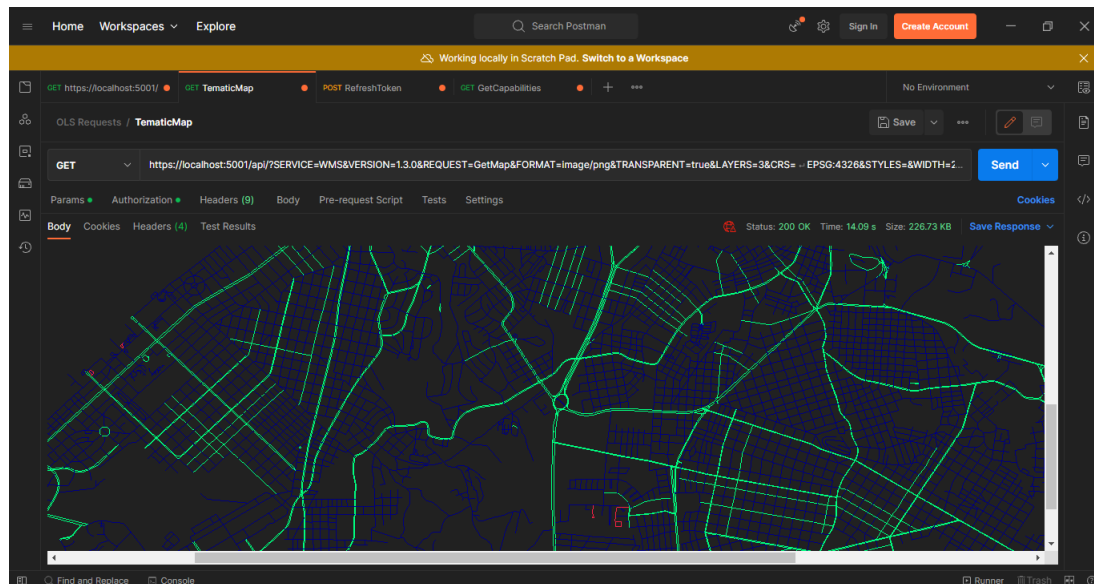 Home Workspaces Explore Search Postman Sign In Create Account
Working locally in Scratch Pad. Switch to a Workspace
GET https://localhost:5001/ GET TematicMap POST RefreshToken GET GetCapabilities No Environment
OLS Requests / TematicMap Save
GET https://localhost:5001/api/?SERVICE=WMS&VERSION=1.3.0&REQUEST=GetMap&FORMAT=image/png&TRANSPARENT=true&LAYERS=3&CRS= ↵ EPSG:4326&STYLES=&WIDTH=2... Send
Params Authorization Headers (9) Body Pre-request Script Tests Settings Cookies
Body Cookies Headers (4) Test Results Status: 200 OK Time: 14.09 s Size: 226.73 KB Save Response
Find and Replace Console Runner Trash